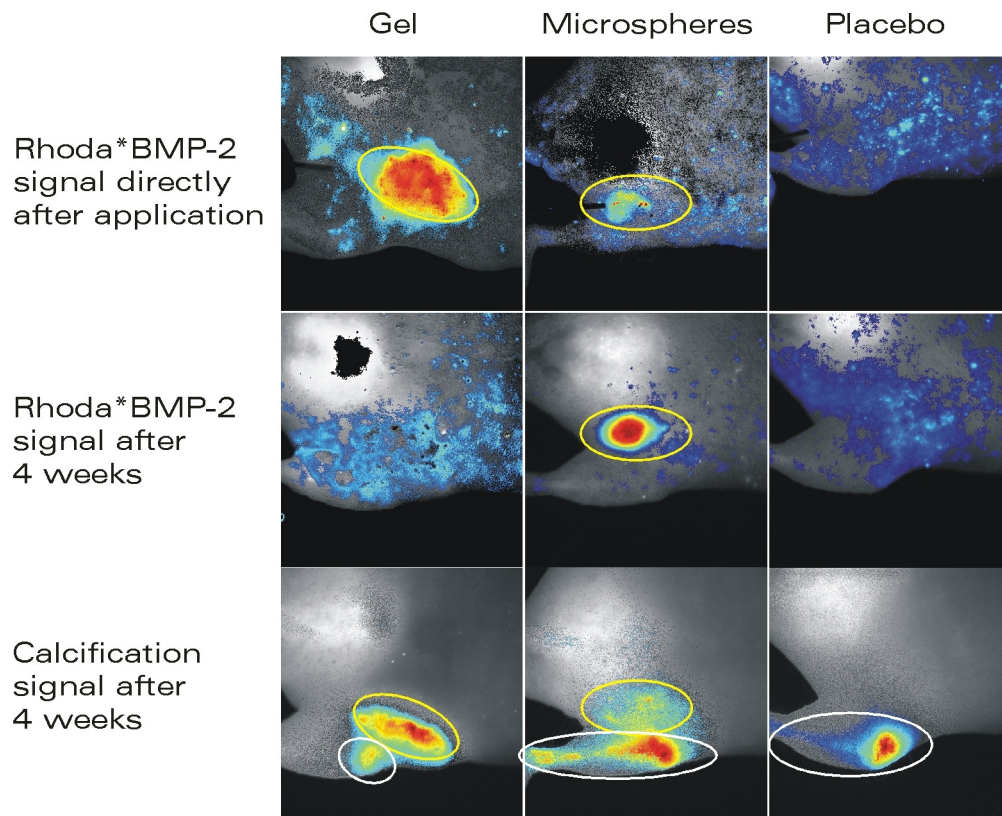 Gel
Microspheres
Placebo
Rhoda*BMP-2
signal directly
after application
Rhoda*BMP-2
signal after
4 weeks
Calcification
signal after
4 weeks